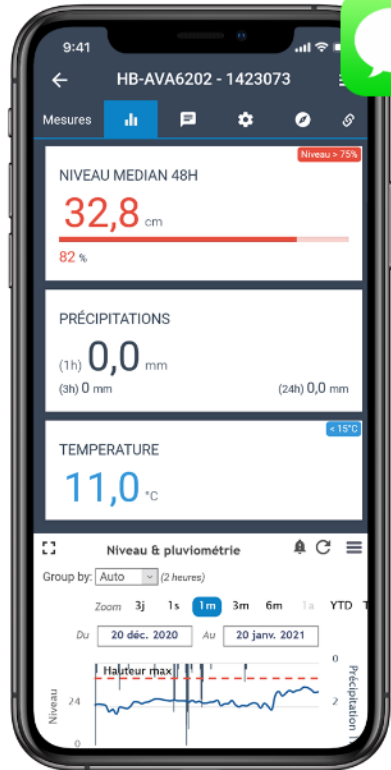 9:41
HB-AVA6202 - 1423073
Mesures
Niveau > 75%
NIVEAU MEDIAN 48H
32,8 cm
82 %
PRÉCIPITATIONS
(1h) 0,0 mm
(3h) 0 mm (24h) 0,0 mm
< 15°C
TEMPERATURE
11,0 °C
Niveau & pluviométrie
Group by: Auto (2 heures)
Zoom 3j 1s 1m 3m 6m 1a YTD
Du 20 déc. 2020 Au 20 janv. 2021
Hauteur max
0
24
2
0
Niveau
Précipitation